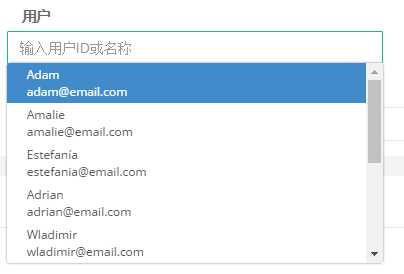 用户
输入用户ID或名称
Adam
adam@email.com
Amalie
amalie@email.com
Estefanía
estefania@email.com
Adrian
adrian@email.com
Wladimir
wladimir@email.com